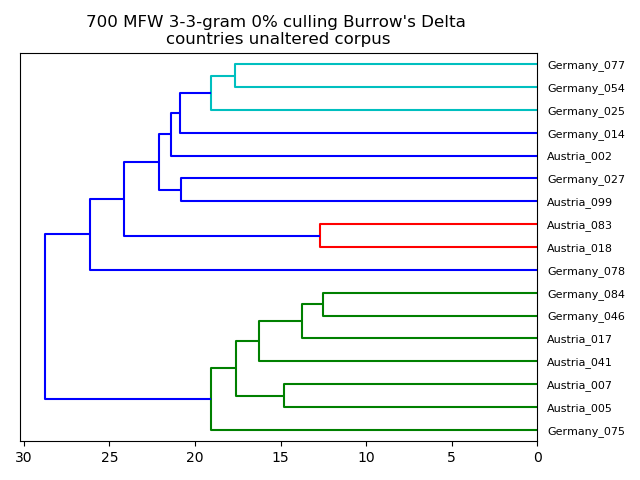 700 MFW 3-3-gram 0% culling Burrow's Delta
countries unaltered corpus
Germany_077
Germany_054
Germany_025
Germany_014
Austria_002
Germany_027
Austria_099
Austria_083
Austria_018
Germany_078
Germany_084
Germany_046
Austria_017
Austria_041
Austria_007
Austria_005
Germany_075
30 25 20 15 10 5 0